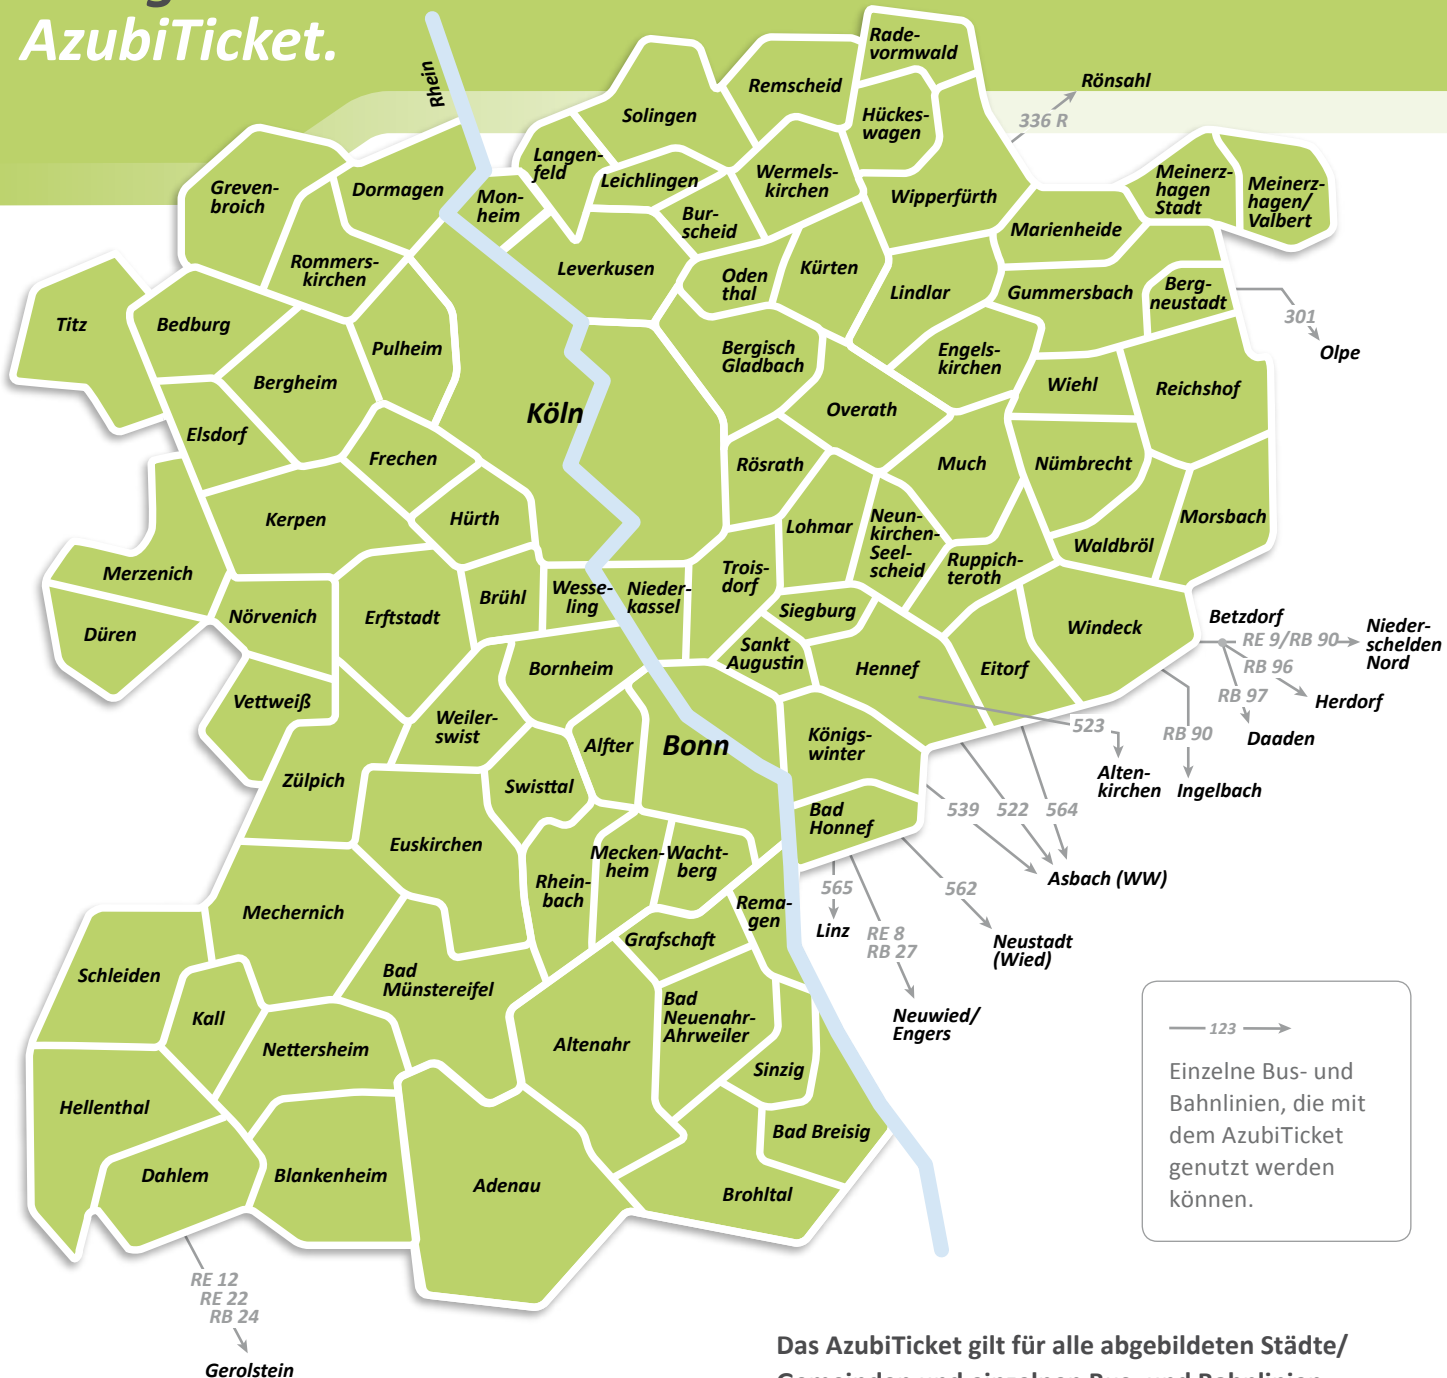 AzubiTicket.
Rhein
Rade-
vormwald
Remscheid
Rönsahl
336 R
Solingen
Hückes-
wagen
Langen-
feld
Leichlingen
Wermels-
kirchen
Meinerz-
hagen
Stadt
Meinerz-
hagen/
Valbert
Greven-
broich
Dormagen
Mon-
heim
Bur-
scheid
Wipperfürth
Marienheide
Rommers-
kirchen
Leverkusen
Oden
thal
Kürten
Lindlar
Gummersbach
Berg-
neustadt
301
Olpe
Titz
Bedburg
Pulheim
Bergisch
Gladbach
Engels-
kirchen
Bergheim
Wiehl
Reichshof
Köln
Overath
Elsdorf
Frechen
Rösrath
Much
Nümbrecht
Kerpen
Hürth
Lohmar
Neun-
kirchen-
Seel-
scheid
Morsbach
Waldbröl
Merzenich
Ruppich-
teroth
Trois-
dorf
Brühl
Wesse-
ling
Nieder-
kassel
Düren
Nörvenich
Erftstadt
Siegburg
Windeck
Betzdorf
RE 9/RB 90
Nieder-
schelden
Nord
RB 96
Herdorf
RB 97
Daaden
RB 90
Ingelbach
Sankt
Augustin
Bornheim
Hennef
Eitorf
Vettweiß
Weiler-
swist
Alfter
Bonn
Königs-
winter
523
Alten-
kirchen
Zülpich
Swisttal
Bad
Honnef
539
522
564
Asbach (WW)
Euskirchen
Mecken-
heim
Wacht-
berg
Rhein-
bach
565
Linz
562
Neustadt
(Wied)
RE 8
RB 27
Neuwied/
Engers
Mechernich
Rema-
gen
Grafschaft
Schleiden
Bad
Münstereifel
Kall
Bad
Neuenahr-
Ahrweiler
Nettersheim
Altenahr
Sinzig
Hellenthal
Bad Breisig
Dahlem
Blankenheim
Adenau
Brohltal
RE 12
RE 22
RB 24
Gerolstein
123
Einzelne Bus- und
Bahnlinien, die mit
dem AzubiTicket
genutzt werden
können.
Das AzubiTicket gilt für alle abgebildeten Städte/
Gemeinden und einzelnen Bus- und Bahnlinien